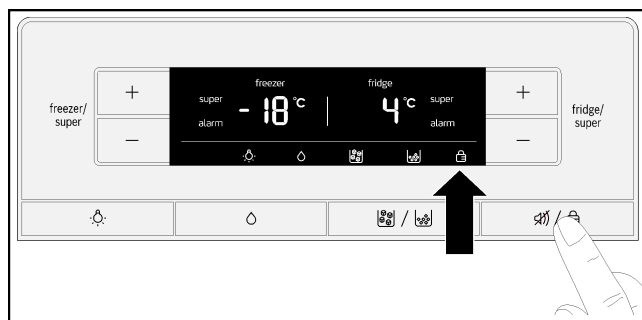 freezer/
super
+
−
freezer
super
-18 °C
alarm
fridge
4 °C
super
alarm
+
−
fridge/
super
/
/